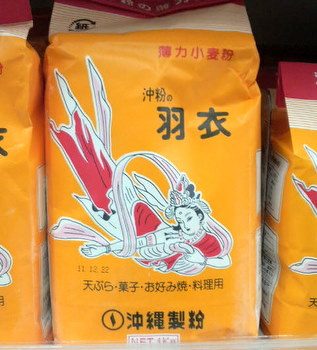 紙
薄力小麦粉
沖粉の
羽衣
11.12.22
天ぷら・菓子・お好み焼・料理用
沖縄製粉
NET 1kg